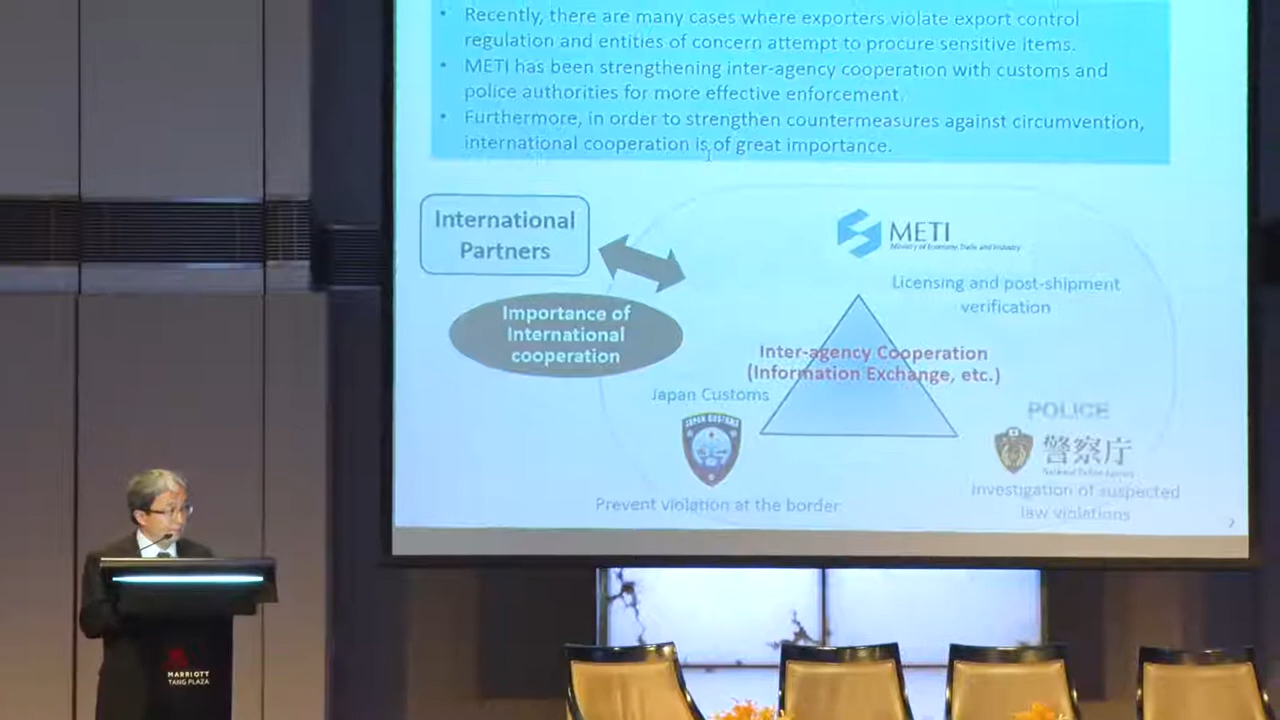 • Recently, there are many cases where exporters violate export control
regulation and entities of concern attempt to procure sensitive items.
• METI has been strengthening inter-agency cooperation with customs and
police authorities for more effective enforcement.
• Furthermore, in order to strengthen countermeasures against circumvention,
international cooperation is of great importance.
International
Partners
METI
Ministry of Economy, Trade and Industry
Licensing and post-shipment
verification
Importance of
International
cooperation
Inter-agency Cooperation
(Information Exchange, etc.)
Japan Customs
JAPAN CUSTOMS
Prevent violation at the border
POLICE
警察庁
National Police Agency
Investigation of suspected
law violations
7
MARRIOTT
TANG PLAZA